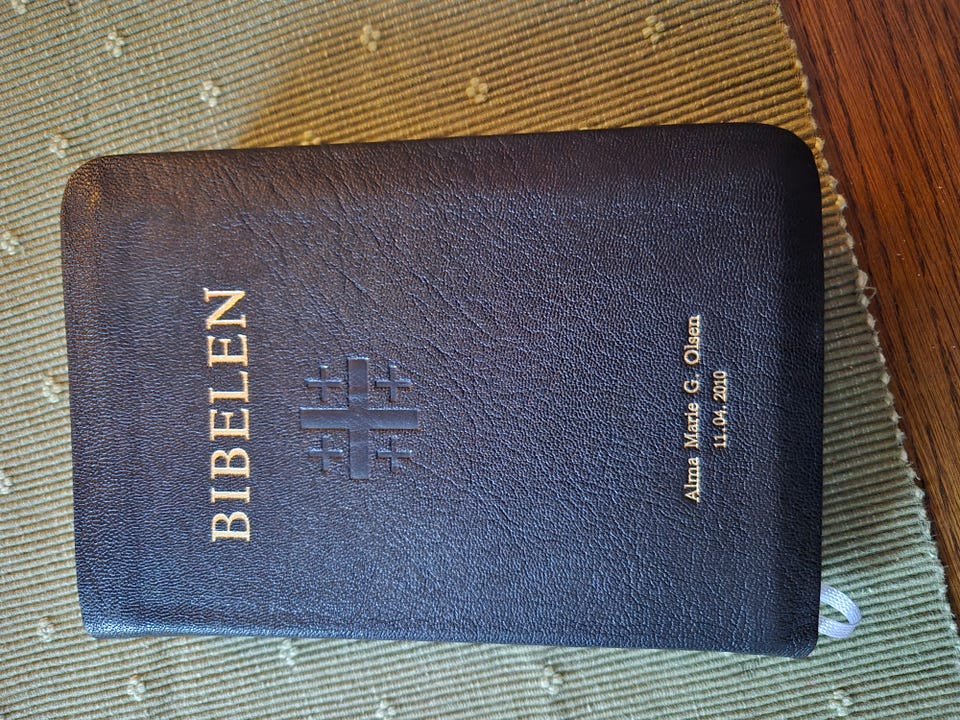 BIBELEN
Alma Marie G. Olsen
11.04.2010